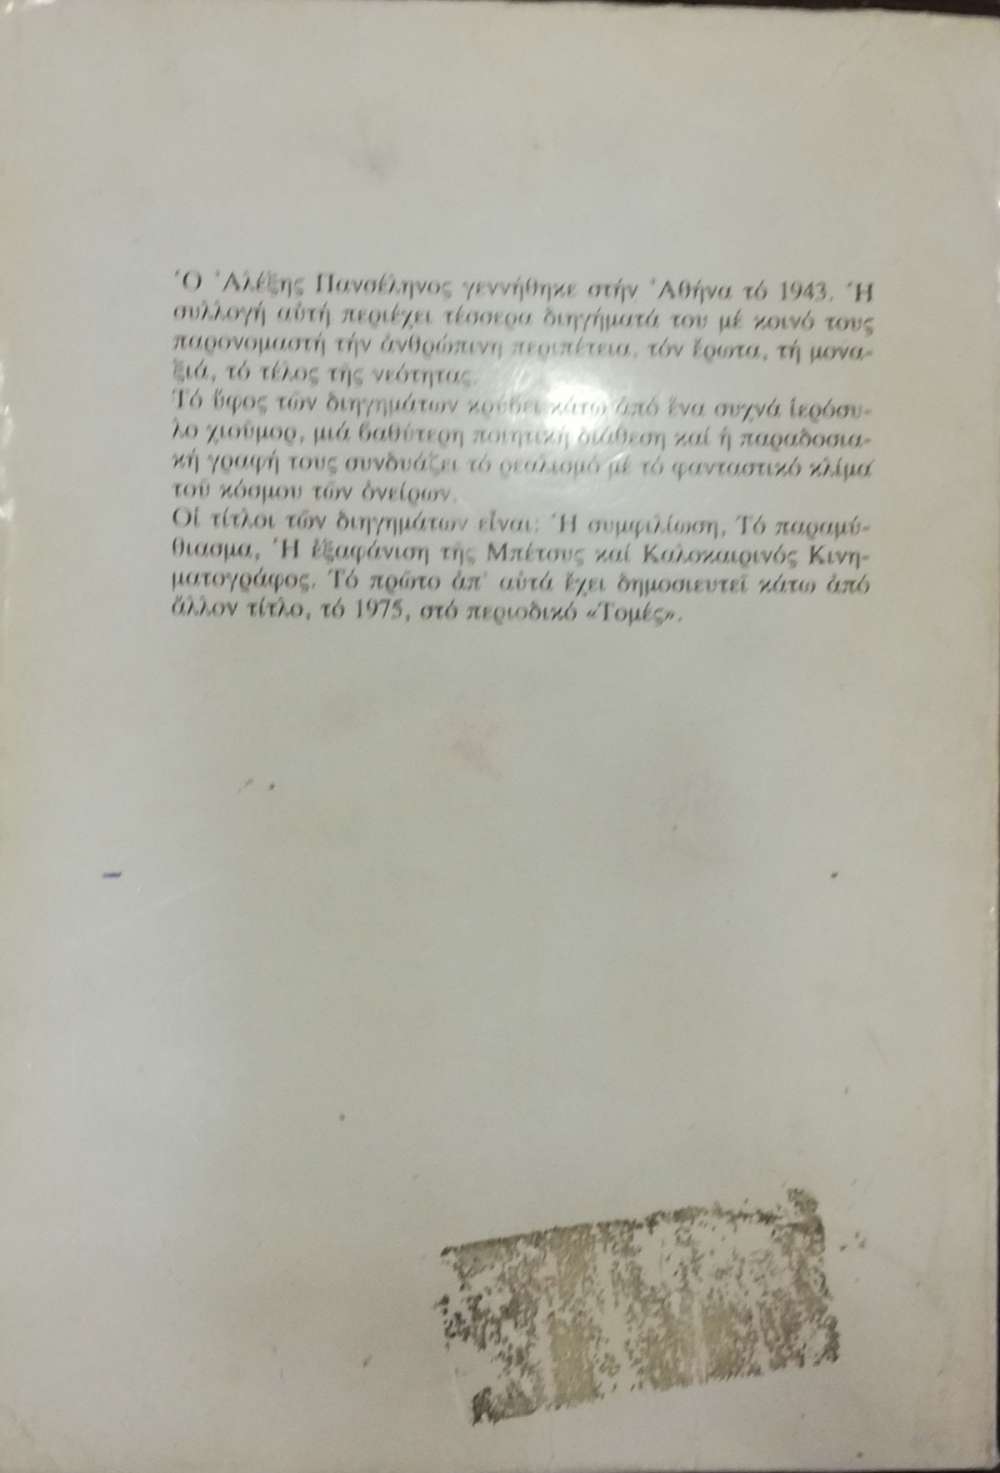 Ὁ Ἀλέξης Πανσέληνος γεννήθηκε στήν Ἀθήνα τό 1943. Ἡ
συλλογή αὐτή περιέχει τέσσερα διηγήματά του μέ κοινό τους
παρονομαστή τήν ἀνθρώπινη περιπέτεια, τόν ἔρωτα, τή μονα-
ξιά, τό τέλος τῆς νεότητας.
Τό ὕφος τῶν διηγημάτων κρύβει κάτω ἀπό ἕνα συχνά ἱερόσυ-
λο χιοῦμορ, μιά βαθύτερη ποιητική διάθεση καί ἡ παραδοσια-
κή γραφή τους συνδυάζει τό ρεαλισμό μέ τό φανταστικό κλίμα
τοῦ κόσμου τῶν ὀνείρων.
Οἱ τίτλοι τῶν διηγημάτων εἶναι: Ἡ συμφιλίωση, Τό παραμύ-
θιασμα, Ἡ ἐξαφάνιση τῆς Μπέτσυς καί Καλοκαιρινός Κινη-
ματογράφος. Τό πρῶτο ἀπ' αὐτά ἔχει δημοσιευτεῖ κάτω ἀπό
ἄλλον τίτλο, τό 1975, στό περιοδικό «Τομές».